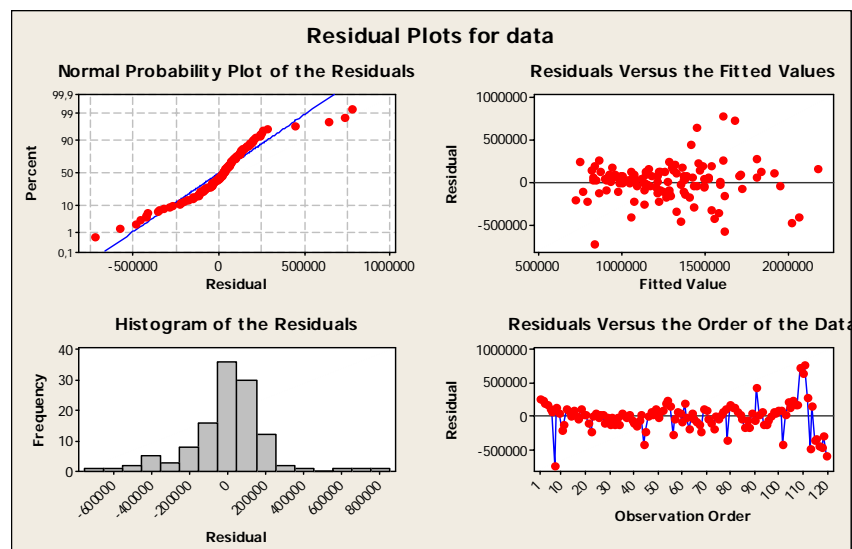 Residual Plots for data
Normal Probability Plot of the Residuals
99,9
99
90
50
10
1
0,1
Percent
-500000 0 500000 1000000
Residual
Residuals Versus the Fitted Values
1000000
500000
0
-500000
Residual
500000 1000000 1500000 2000000
Fitted Value
Histogram of the Residuals
40
30
20
10
0
Frequency
-600000 -400000 -200000 0 200000 400000 600000 800000
Residual
Residuals Versus the Order of the Data
1000000
500000
0
-500000
Residual
1 10 20 30 40 50 60 70 80 90 100 110 120
Observation Order